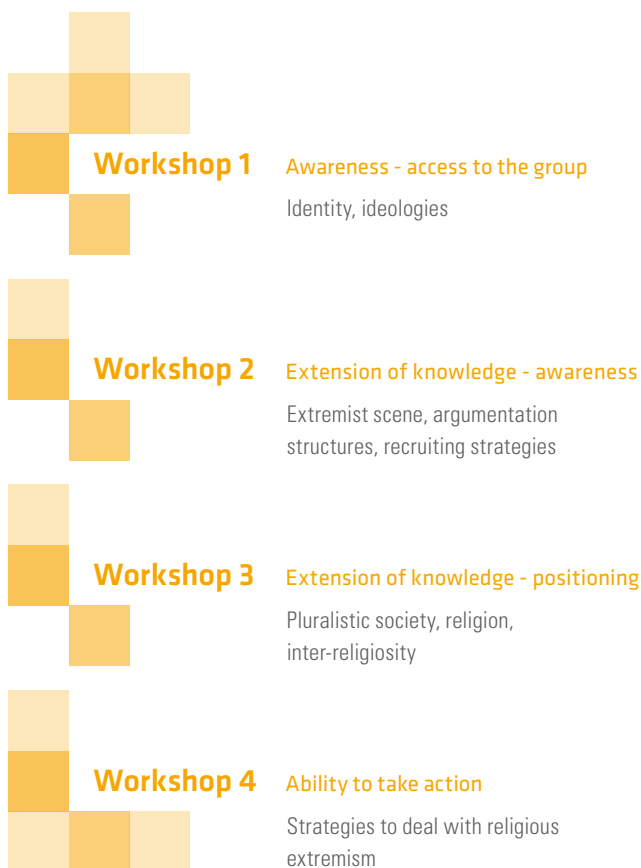 Workshop 1 Awareness - access to the group
Identity, ideologies
Workshop 2 Extension of knowledge - awareness
Extremist scene, argumentation
structures, recruiting strategies
Workshop 3 Extension of knowledge - positioning
Pluralistic society, religion,
inter-religiosity
Workshop 4 Ability to take action
Strategies to deal with religious
extremism